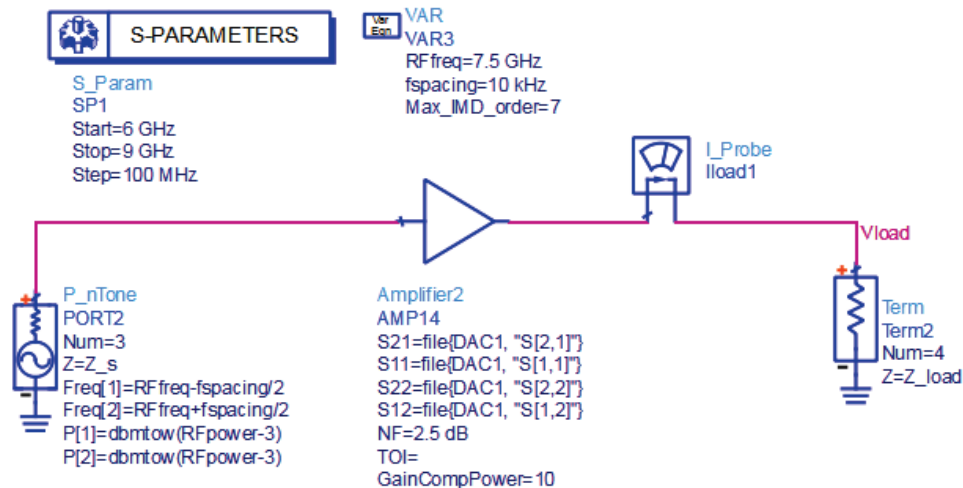 S-PARAMETERS
S_Param
SP1
Start=6 GHz
Stop=9 GHz
Step=100 MHz
Var
Eqn
VAR
VAR3
RFfreq=7.5 GHz
fspacing=10 kHz
Max_IMD_order=7
I_Probe
Iload1
Vload
P_nTone
PORT2
Num=3
Z=Z_s
Freq[1]=RFfreq-fspacing/2
Freq[2]=RFfreq+fspacing/2
P[1]=dbmtow(RFpower-3)
P[2]=dbmtow(RFpower-3)
Amplifier2
AMP14
S21=file{DAC1, "S[2,1]"}
S11=file{DAC1, "S[1,1]"}
S22=file{DAC1, "S[2,2]"}
S12=file{DAC1, "S[1,2]"}
NF=2.5 dB
TOI=
GainCompPower=10
Term
Term2
Num=4
Z=Z_load